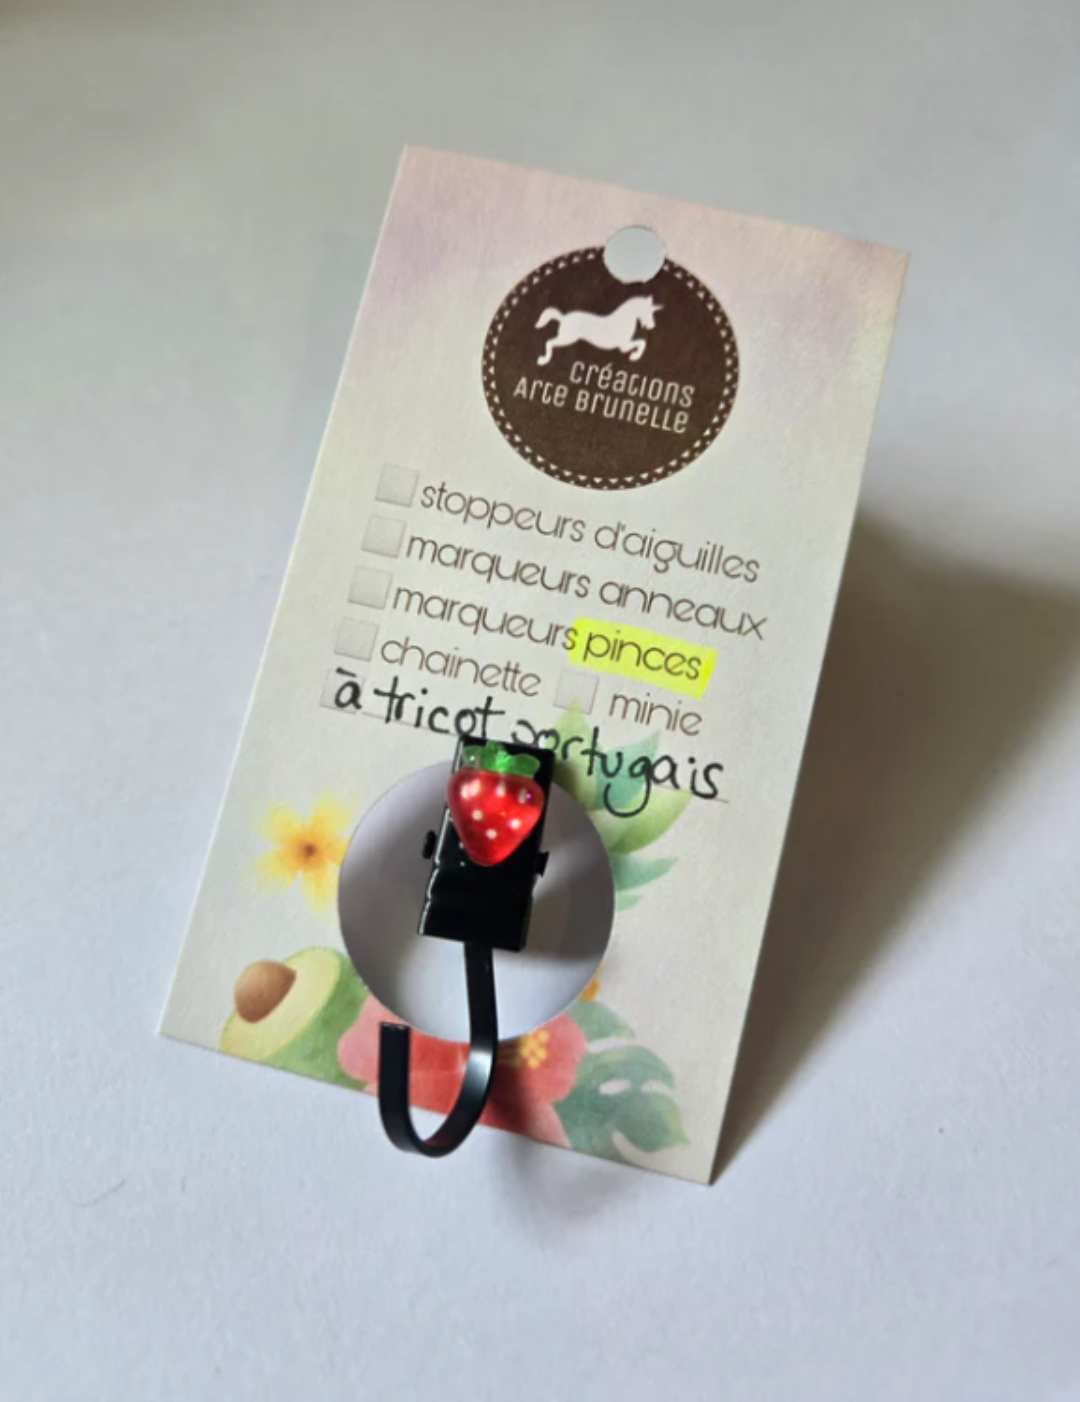 créations
Arte Brunelle
stoppeurs d'aiguilles
marqueurs anneaux
marqueurs pinces
chainette minie
à tricot portugais